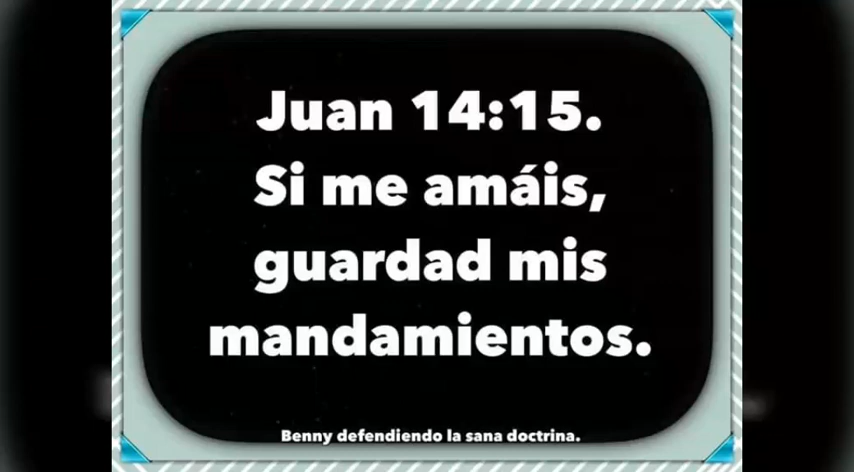 Juan 14:15.
Si me amáis,
guardad mis
mandamientos.
Benny defendiendo la sana doctrina.